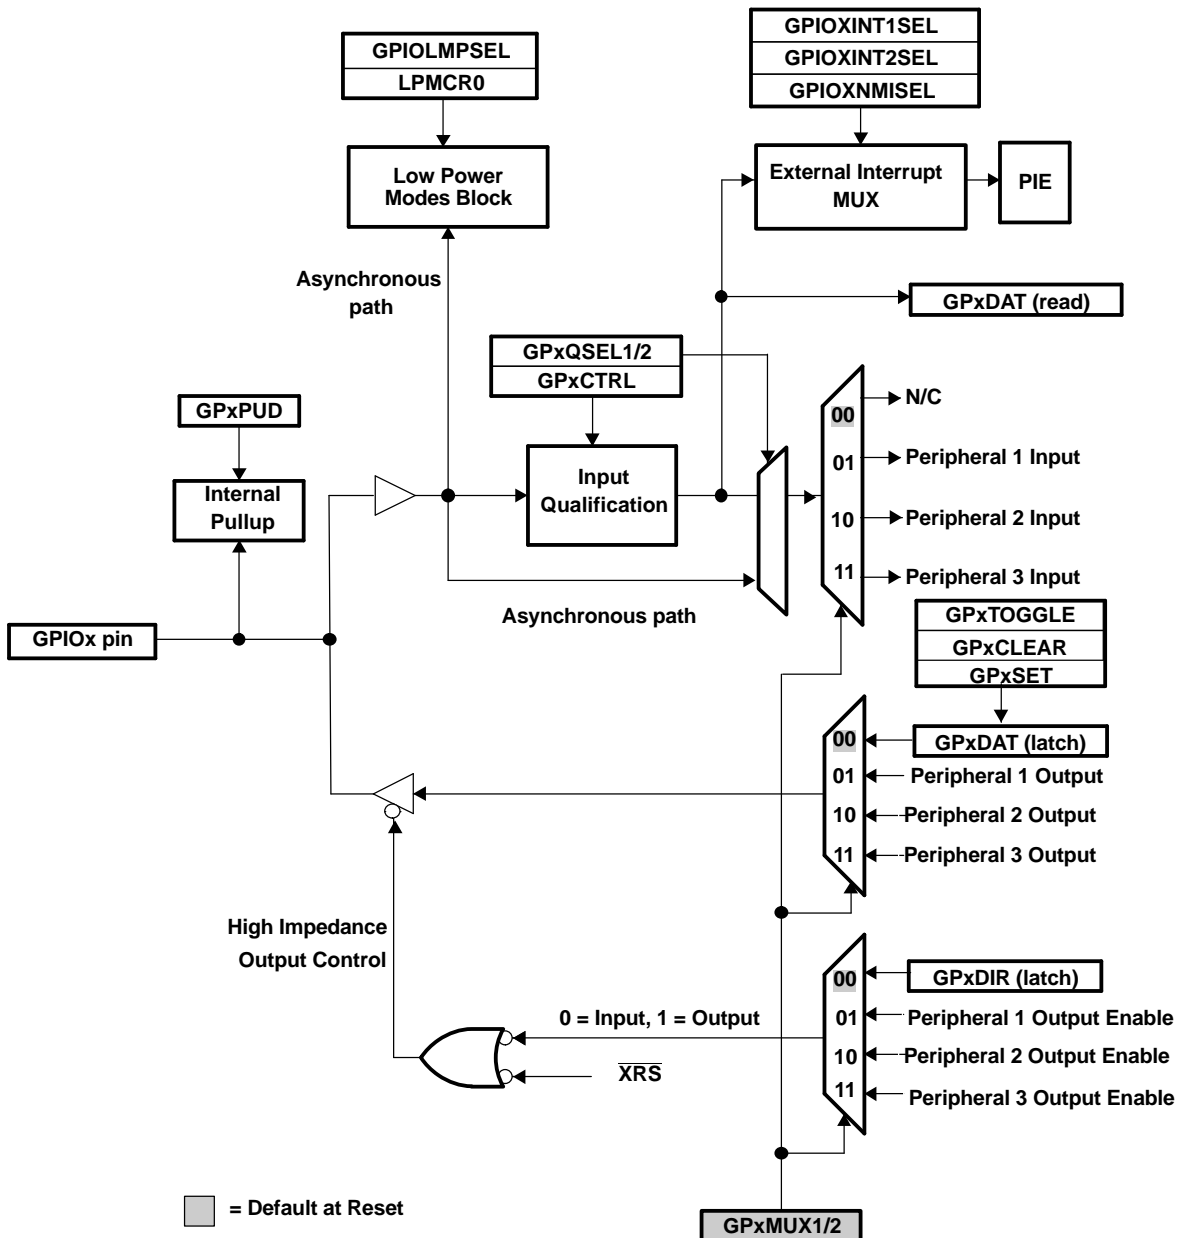 GPIOXINT1SEL
GPIOXINT2SEL
GPIOXNMISEL
GPIOLMPSEL
LPMCR0
Low Power
Modes Block
External Interrupt
MUX
PIE
Asynchronous
path
GPxDAT (read)
GPxQSEL1/2
GPxCTRL
GPxPUD
Internal
Pullup
Input
Qualification
00
01
10
11
N/C
Peripheral 1 Input
Peripheral 2 Input
Peripheral 3 Input
Asynchronous path
GPIOx pin
GPxTOGGLE
GPxCLEAR
GPxSET
00
01
10
11
GPxDAT (latch)
Peripheral 1 Output
Peripheral 2 Output
Peripheral 3 Output
High Impedance
Output Control
00
01
10
11
GPxDIR (latch)
Peripheral 1 Output Enable
Peripheral 2 Output Enable
Peripheral 3 Output Enable
0 = Input, 1 = Output
XRS
= Default at Reset
GPxMUX1/2